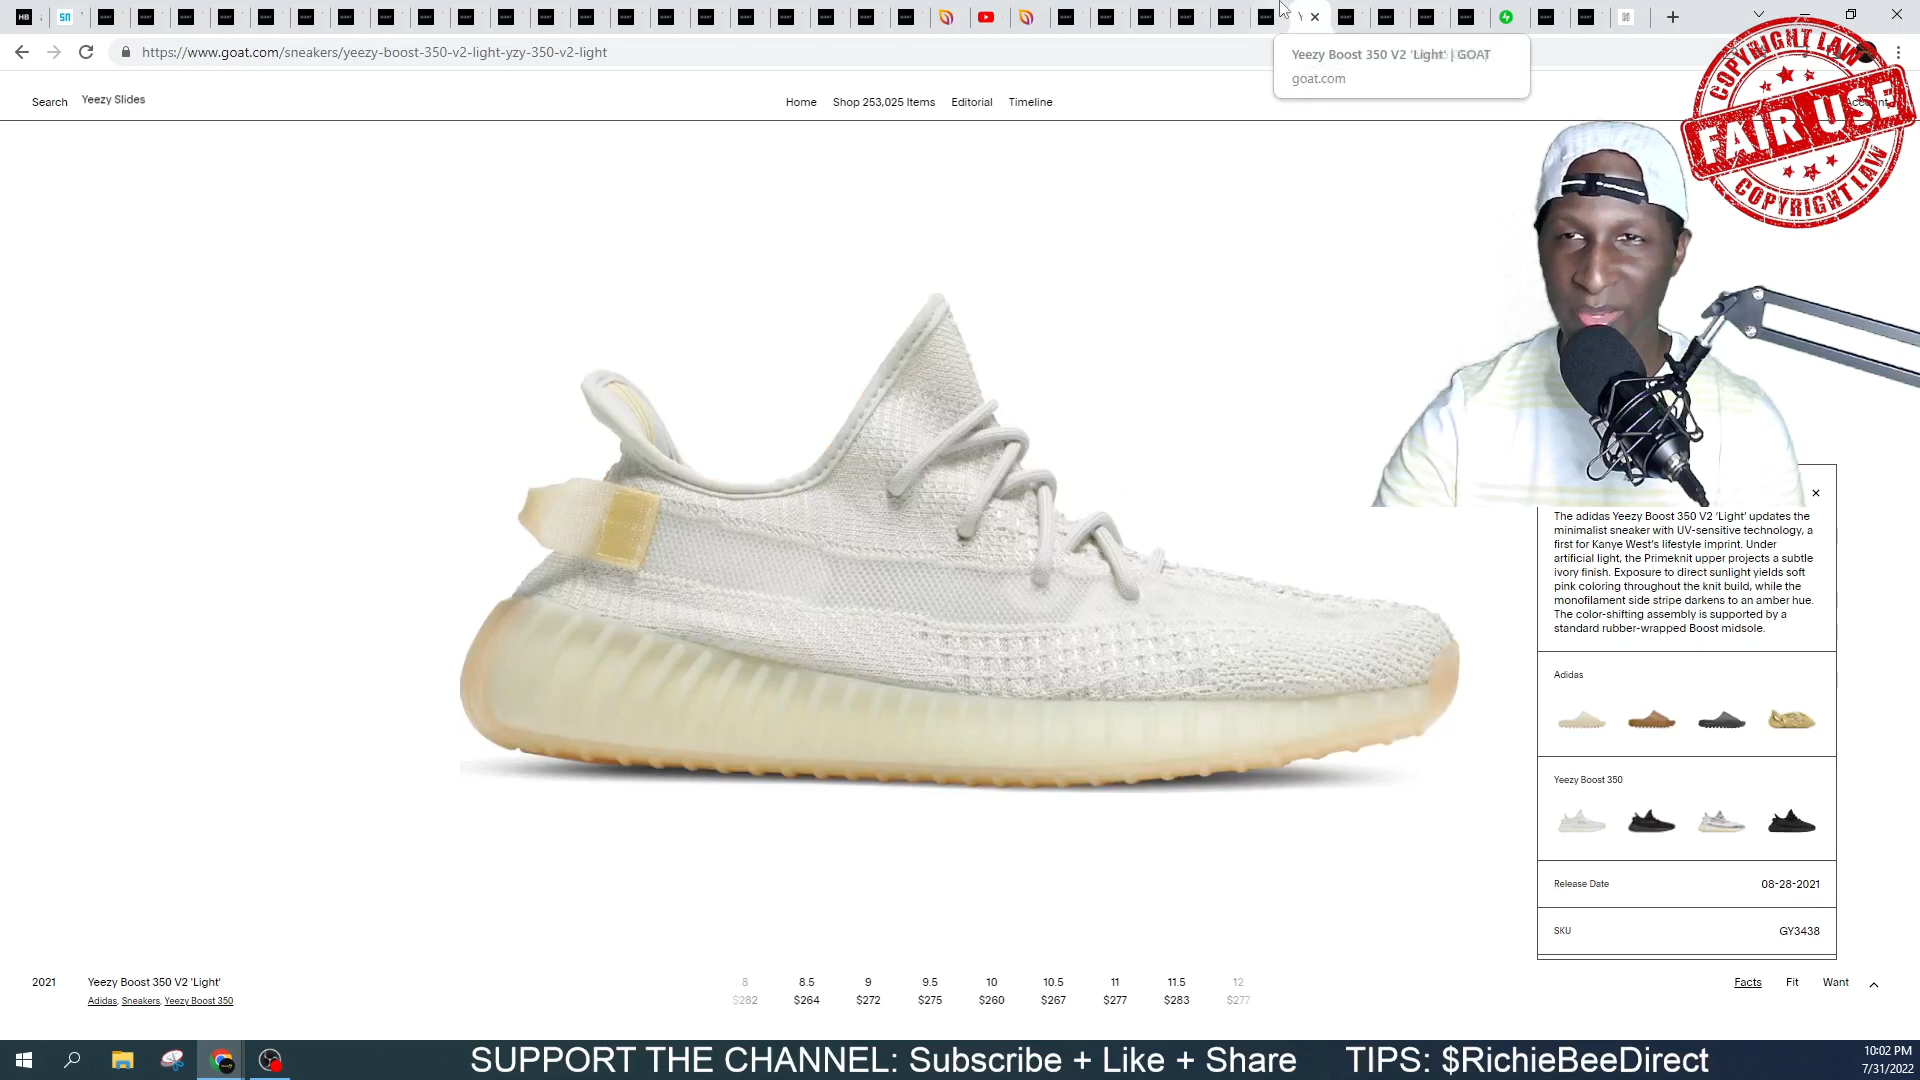 https://www.goat.com/sneakers/yeezy-boost-350-v2-light-yzy-350-v2-light
Yeezy Boost 350 V2 'Light' | GOAT
goat.com
COPYRIGHT LAW
FAIR USE
COPYRIGHT LAW
Search
Yeezy Slides
Home
Shop 253,025 Items
Editorial
Timeline
The adidas Yeezy Boost 350 V2 ‘Light’ updates the
minimalist sneaker with UV-sensitive technology, a
first for Kanye West’s lifestyle imprint. Under
artificial light, the Primeknit upper projects a subtle
ivory finish. Exposure to direct sunlight yields soft
pink coloring throughout the knit build, while the
monofilament side stripe darkens to an amber hue.
The color-shifting assembly is supported by a
standard rubber-wrapped Boost midsole.
Adidas
Yeezy Boost 350
Release Date 08-28-2021
SKU GY3438
2021 Yeezy Boost 350 V2 'Light'
Adidas, Sneakers, Yeezy Boost 350
8 8.5 9 9.5 10 10.5 11 11.5 12
$282 $264 $272 $275 $260 $267 $277 $283 $277
Facts Fit Want
SUPPORT THE CHANNEL: Subscribe + Like + Share TIPS: $RichieBeeDirect
10:02 PM
7/31/2022